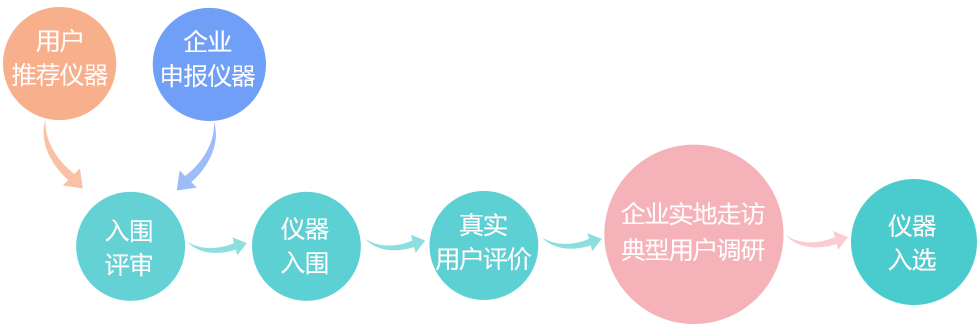 用户
推荐仪器
企业
申报仪器
入围
评审
仪器
入围
真实
用户评价
企业实地走访
典型用户调研
仪器
入选